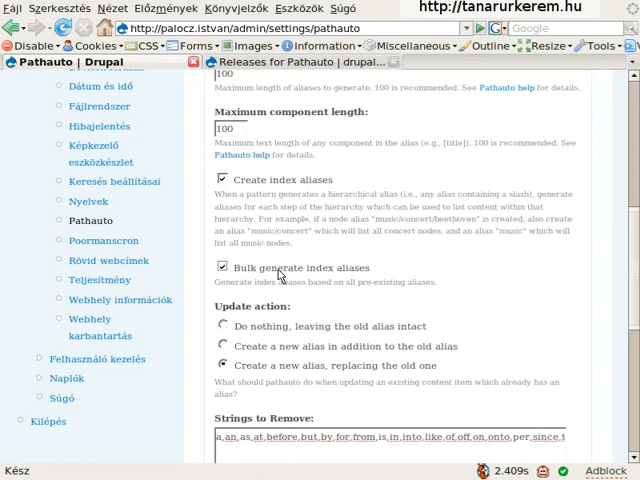 Fájl Szerkesztés Nézet Előzmények Könyvjelzők Eszközök Súgó
http://tanarurkerem.hu
http://palocz.istvan/admin/settings/pathauto
Google
Disable Cookies CSS Forms Images Information Miscellaneous Outline Resize Tools
Pathauto | Drupal
Releases for Pathauto | drupal...
Dátum és idő
Fájlrendszer
Hibajelentés
Képkezelő
eszközkészlet
Keresés beállításai
Nyelvek
Pathauto
Poormanscron
Rövid webcímek
Teljesítmény
Webhely információk
Webhely
karbantartás
Felhasználó kezelés
Naplók
Súgó
Kilépés
100
Maximum length of aliases to generate. 100 is recommended. See Pathauto help for details.
Maximum component length:
100
Maximum text length of any component in the alias (e.g., [title]). 100 is recommended. See
Pathauto help for details.
Create index aliases
When a pattern generates a hierarchical alias (i.e., any alias containing a slash), generate
aliases for each step of the hierarchy which can be used to list content within that
hierarchy. For example, if a node alias "music/concert/beethoven" is created, also create
an alias "music/concert" which will list all concert nodes, and an alias "music" which will
list all music nodes.
Bulk generate index aliases
Generate index aliases based on all pre-existing aliases.
Update action:
Do nothing, leaving the old alias intact
Create a new alias in addition to the old alias
Create a new alias, replacing the old one
What should pathauto do when updating an existing content item which already has an
alias?
Strings to Remove:
a,an,as,at,before,but,by,for,from,is,in,into,like,of,off,on,onto,per,since,t
Kész
2.409s
Adblock